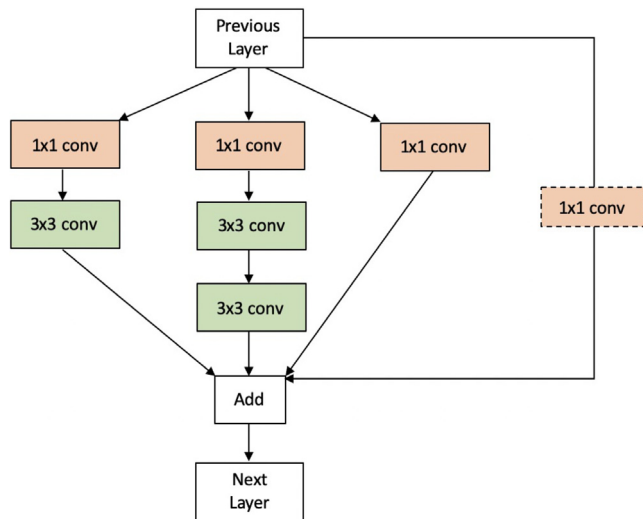 Previous
Layer
1x1 conv
1x1 conv
1x1 conv
1x1 conv
3x3 conv
3x3 conv
3x3 conv
Add
Next
Layer